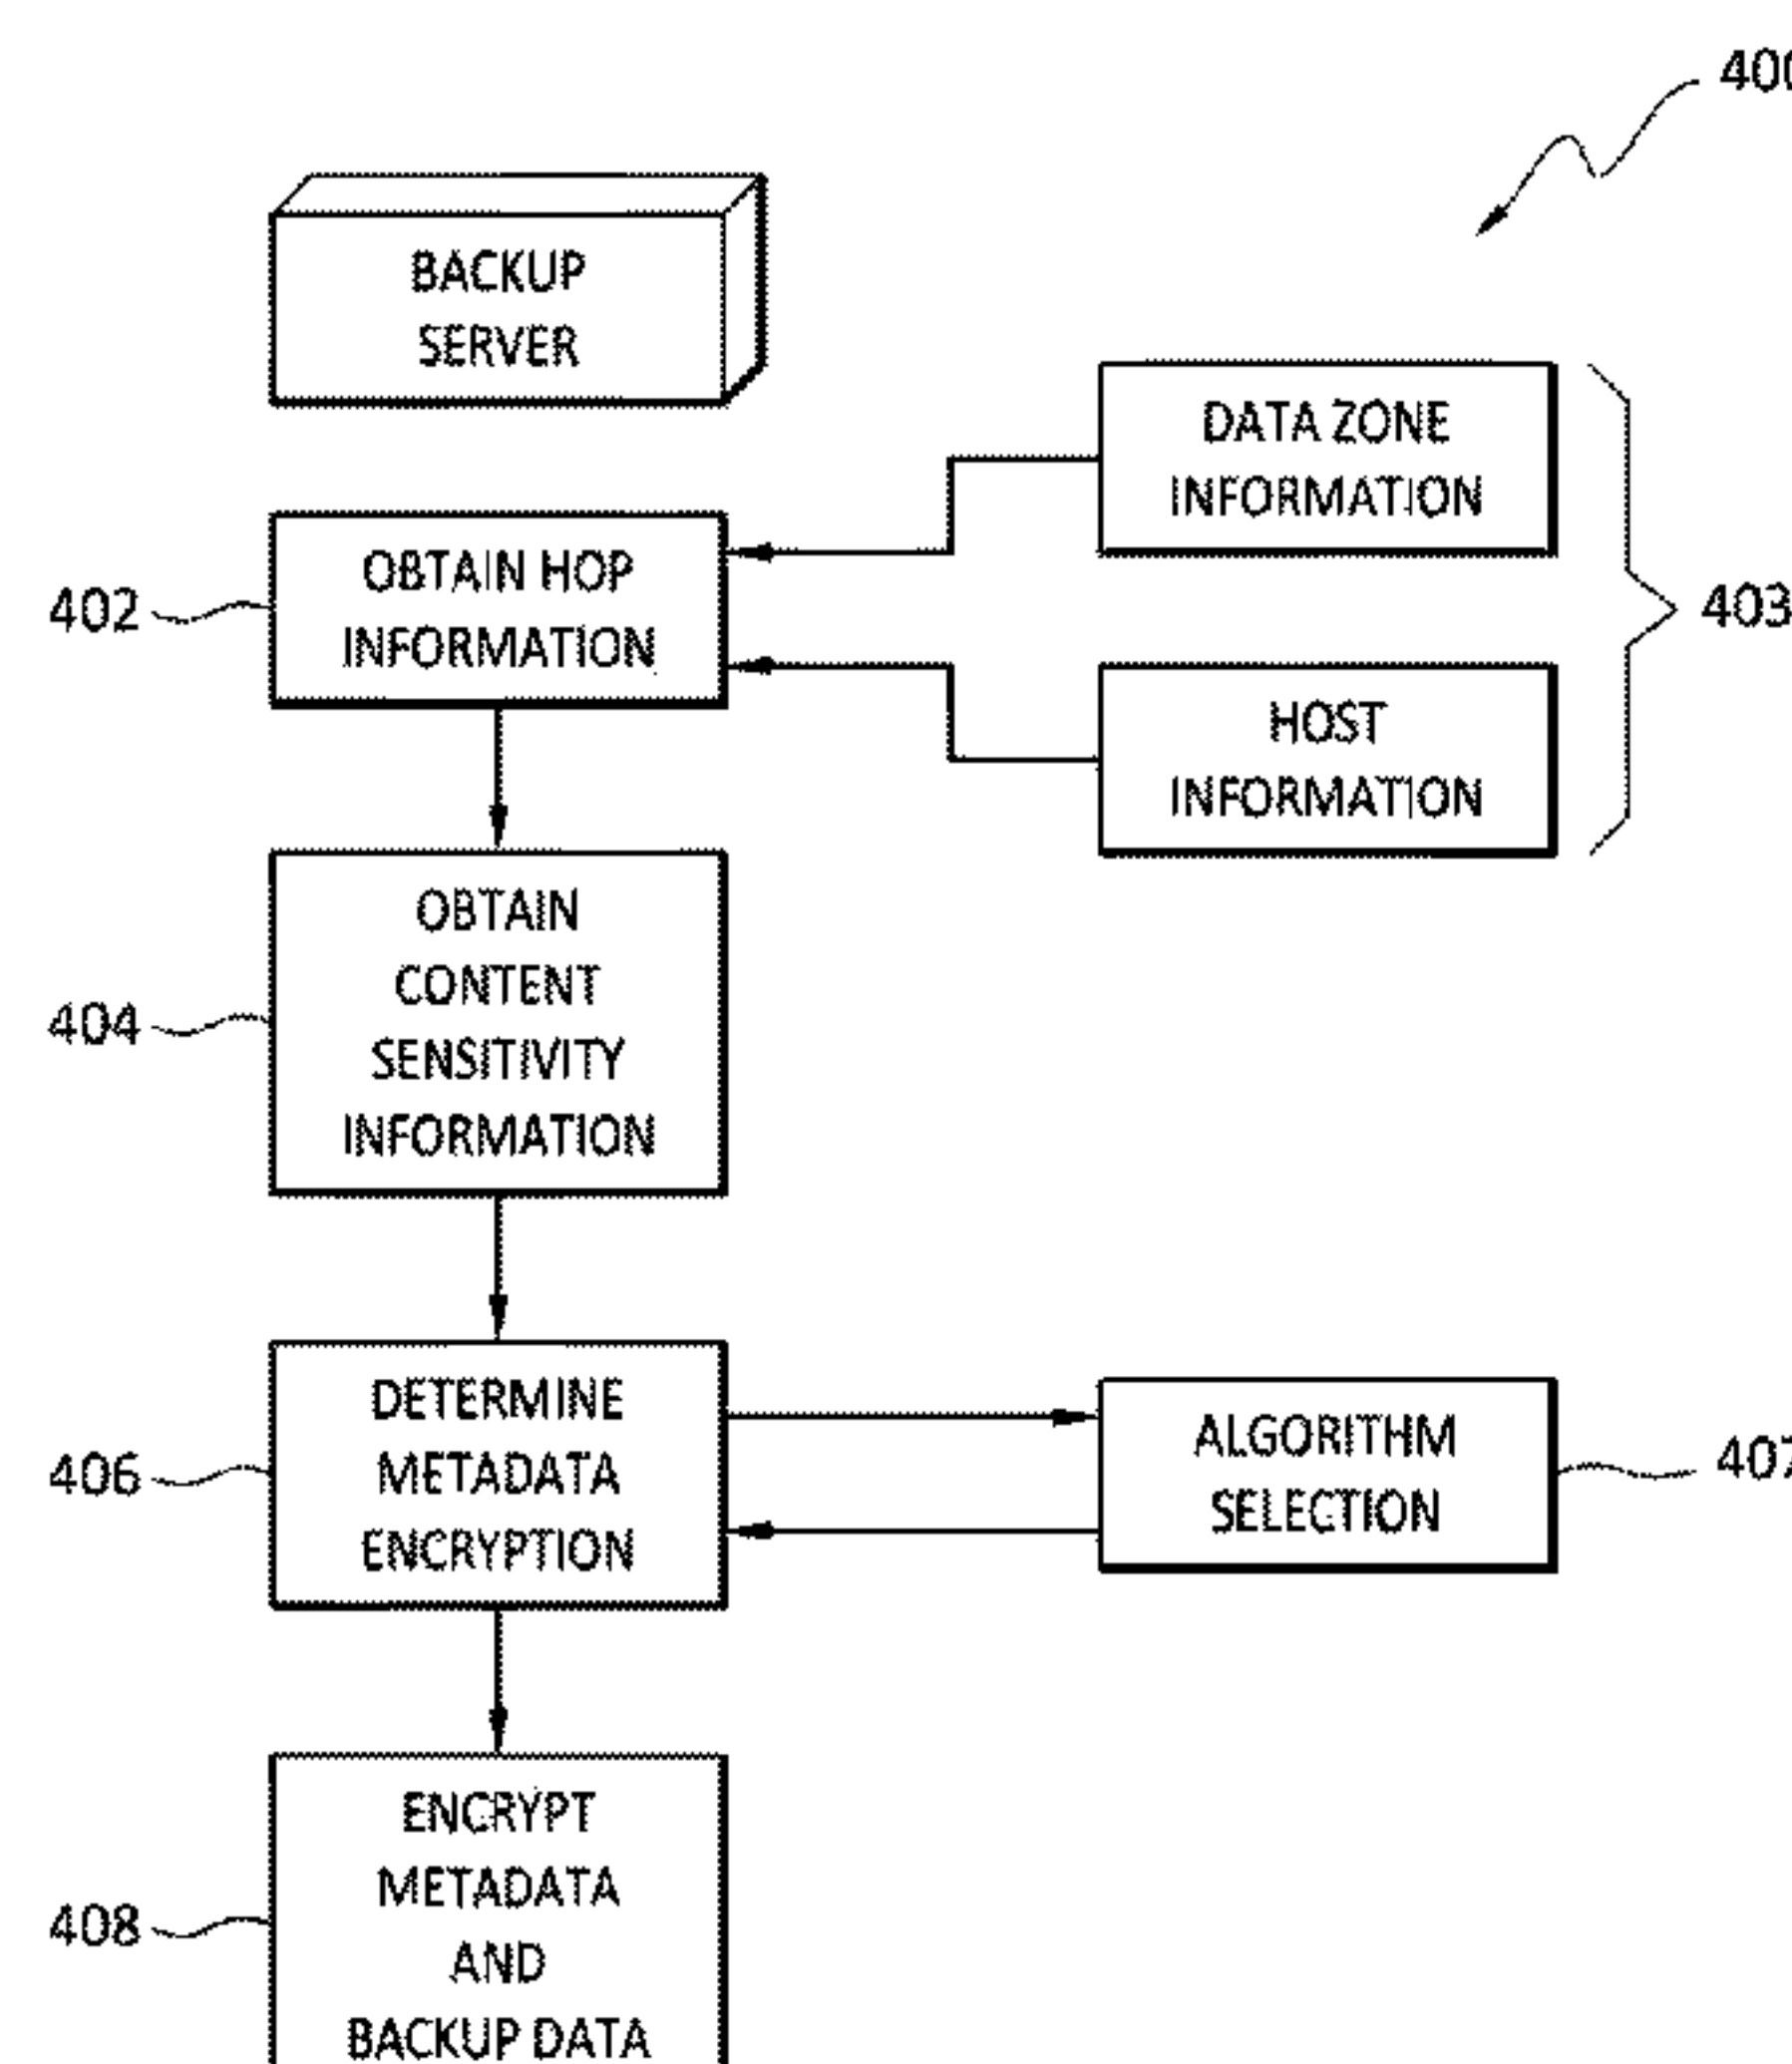 400
BACKUP
SERVER
DATA ZONE
INFORMATION
OBTAIN HOP
INFORMATION
402
403
HOST
INFORMATION
OBTAIN
CONTENT
SENSITIVITY
INFORMATION
404
DETERMINE
METADATA
ENCRYPTION
406
ALGORITHM
SELECTION
407
ENCRYPT
METADATA
AND
BACKUP DATA
408